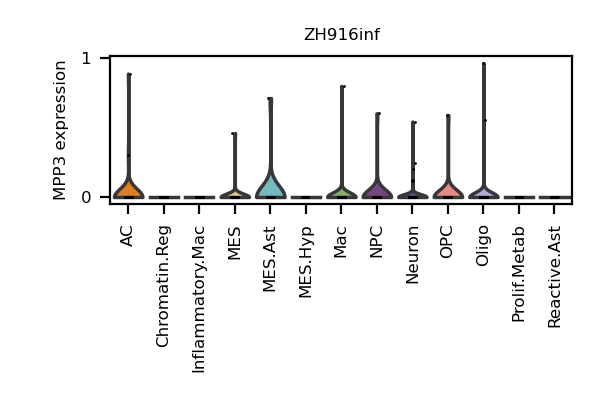 ZH916inf
MPP3 expression
1
0
AC
Chromatin.Reg
Inflammatory.Mac
MES
MES.Ast
MES.Hyp
Mac
NPC
Neuron
OPC
Oligo
Prolif.Metab
Reactive.Ast